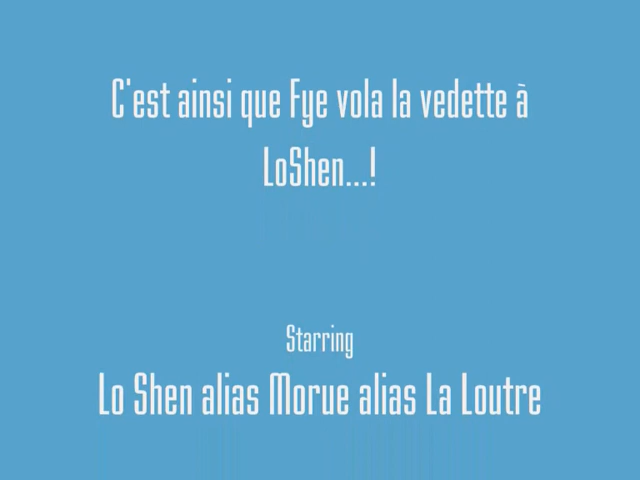 C'est ainsi que Fye vola la vedette à
LoShen...!
Starring
Lo Shen alias Morue alias La Loutre